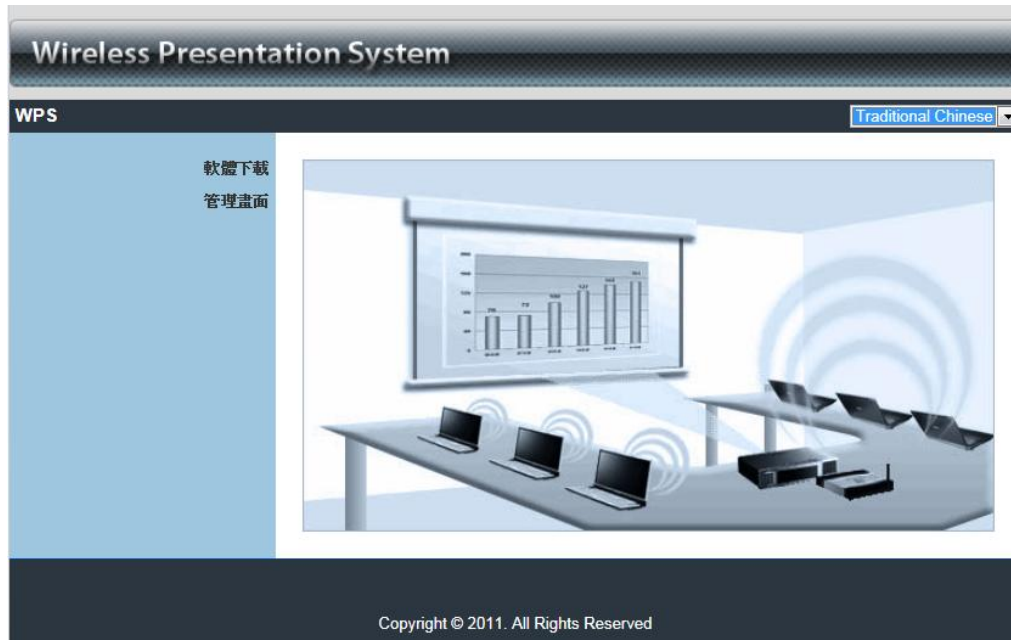 Wireless Presentation System
WPS
Traditional Chinese
軟體下載
管理畫面
Copyright © 2011. All Rights Reserved